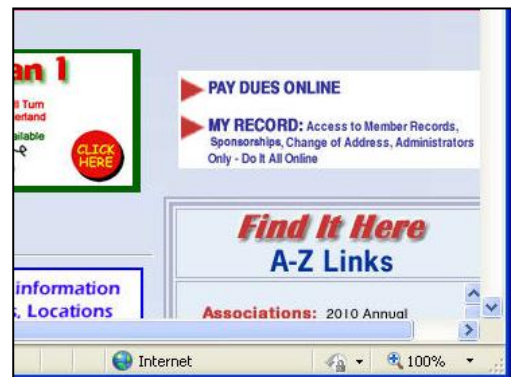 an 1
ll Turn
erland
ailable
CLICK
HERE
PAY DUES ONLINE
MY RECORD: Access to Member Records,
Sponsorships, Change of Address, Administrators
Only - Do It All Online
Find It Here
A-Z Links
information
s, Locations
Associations: 2010 Annual
Internet
100%